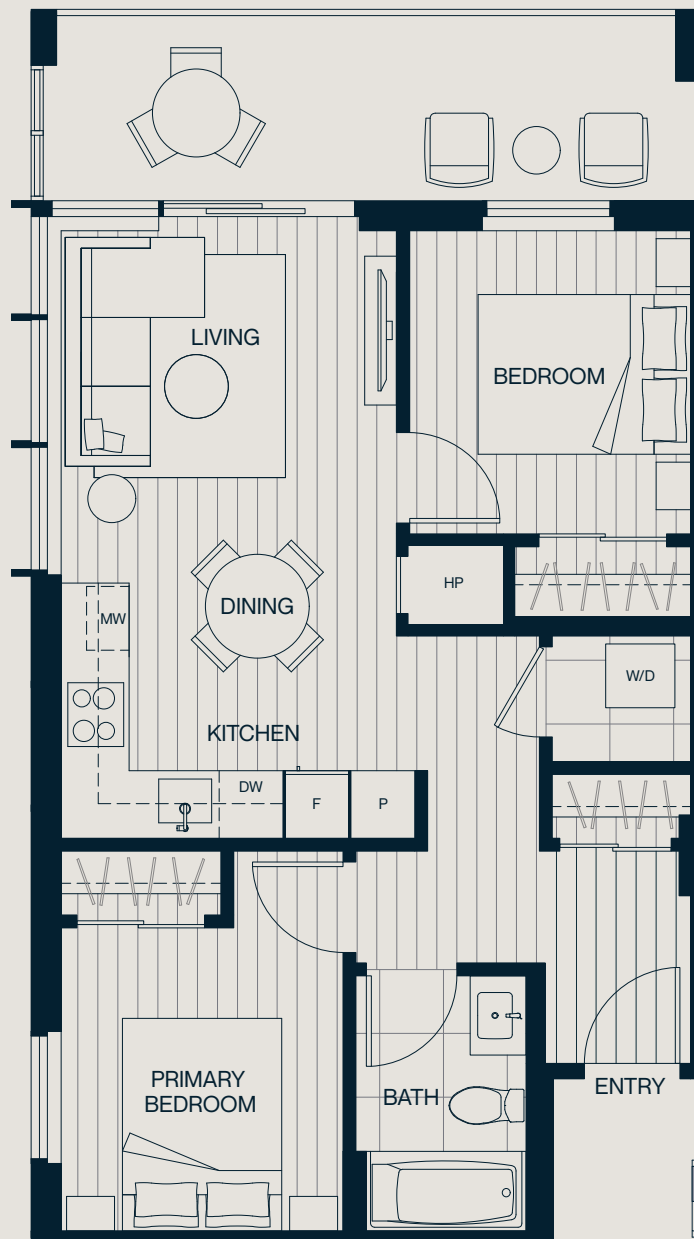 LIVING
BEDROOM
HP
DINING
MW
W/D
KITCHEN
DW
F
P
PRIMARY
BEDROOM
BATH
ENTRY